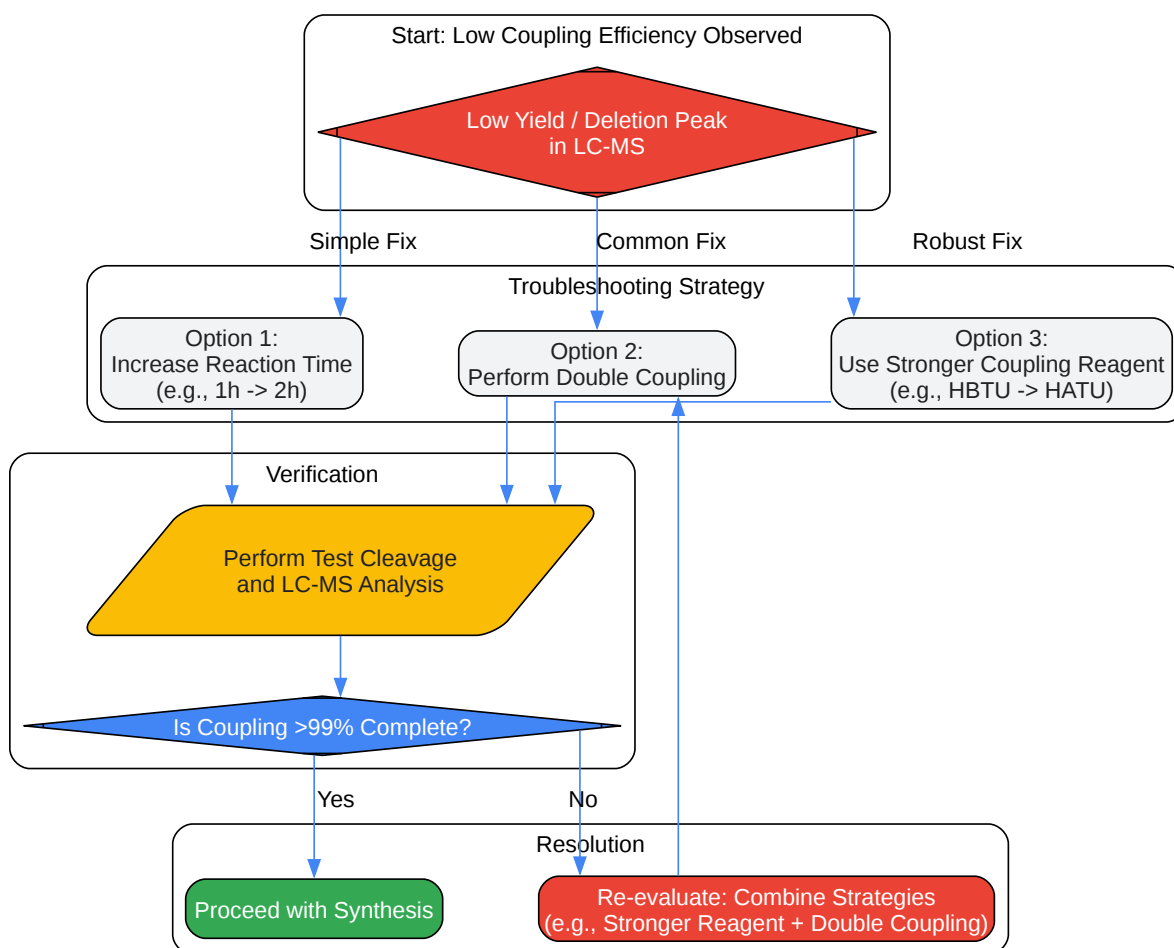 Start: Low Coupling Efficiency Observed
Low Yield / Deletion Peak
in LC-MS
Simple Fix
Common Fix
Robust Fix
Troubleshooting Strategy
Option 1:
Increase Reaction Time
(e.g., 1h -> 2h)
Option 2:
Perform Double Coupling
Option 3:
Use Stronger Coupling Reagent
(e.g., HBTU -> HATU)
Verification
Perform Test Cleavage
and LC-MS Analysis
Is Coupling >99% Complete?
Yes
No
Resolution
Proceed with Synthesis
Re-evaluate: Combine Strategies
(e.g., Stronger Reagent + Double Coupling)